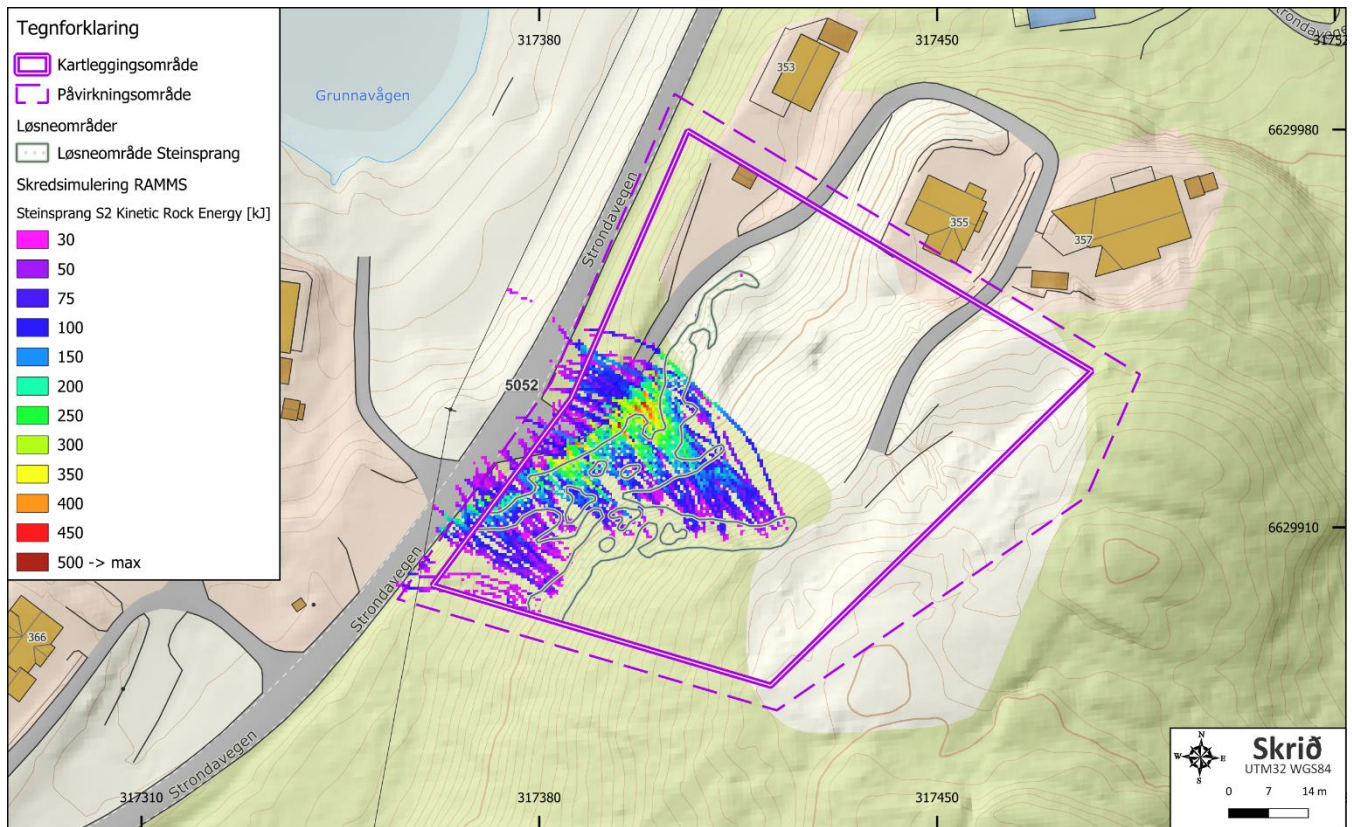 Tegnforklaring
Kartleggingsområde
Påvirkningsområde
Løsneområder
Løsneområde Steinsprang
Skredsimulering RAMMS
Steinsprang S2 Kinetic Rock Energy [kJ]
30
50
75
100
150
200
250
300
350
400
450
500 -> max
317380
317450
Strondavegen
353
Grunnavågen
6629980
Strondavegen
355
357
5052
6629910
Strondavegen
366
Strondavegen
317310
317380
317450
N
W
E
S
Skrið
UTM32 WGS84
0
7
14 m